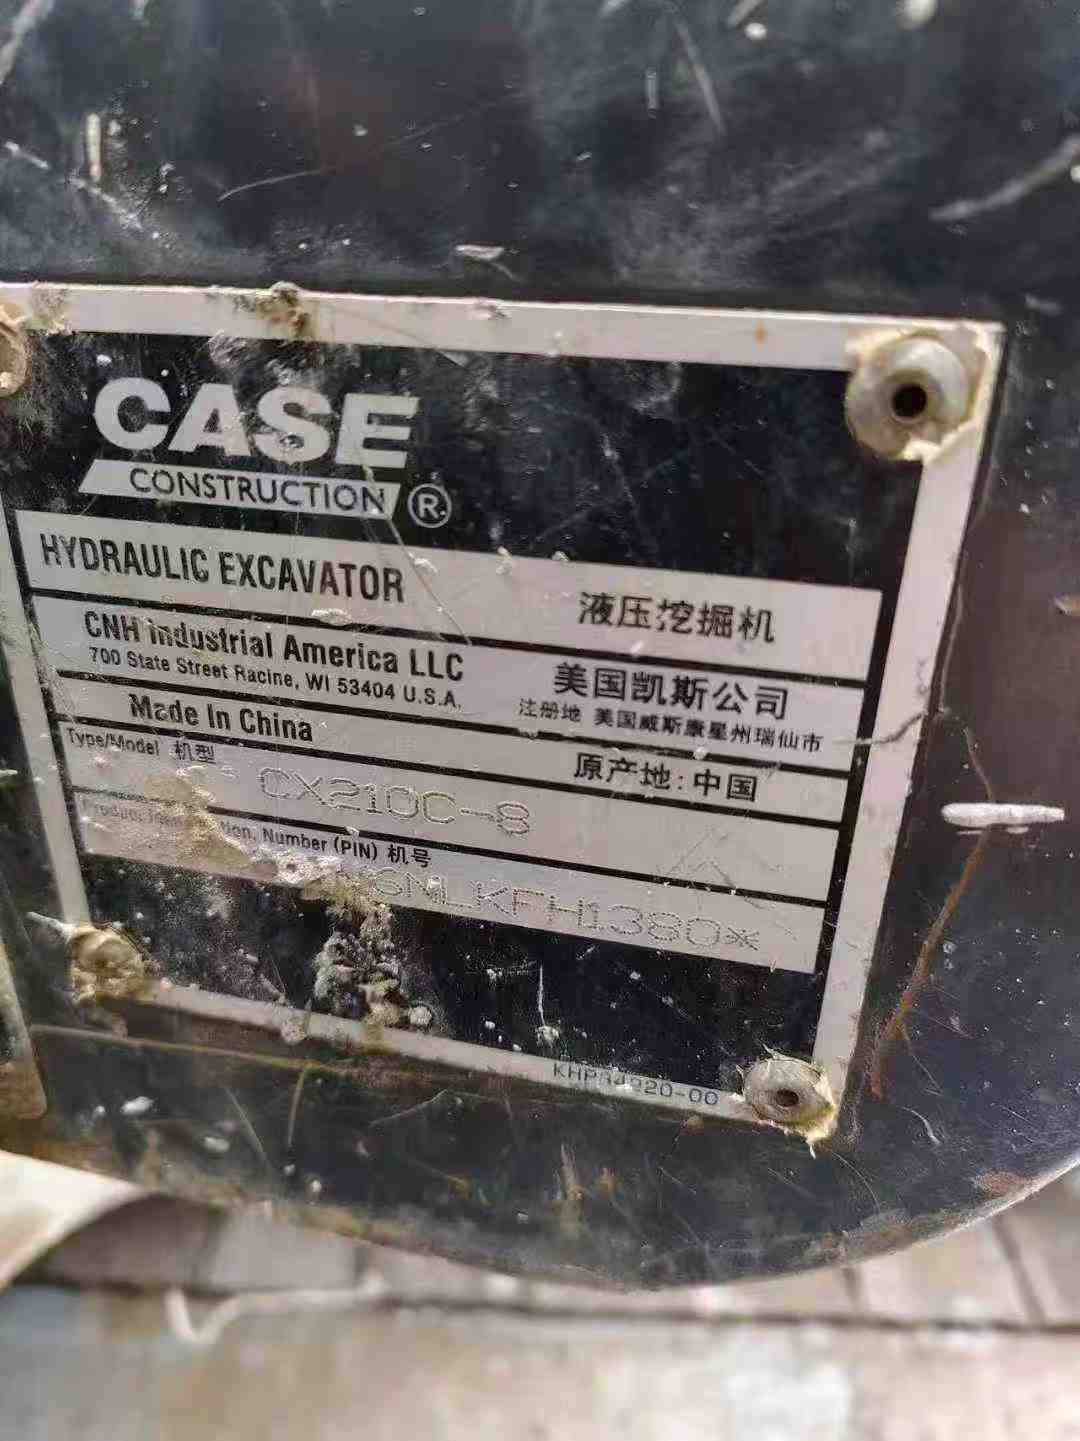 CASE
CONSTRUCTION ®
HYDRAULIC EXCAVATOR 液压挖掘机
CNH Industrial America LLC 美国凯斯公司
700 State Street Racine, WI 53404 U.S.A. 注册地 美国威斯康星州瑞仙市
Made In China 原产地:中国
Type/Model 机型 CX210C-8
Number (PIN) 机号
NLKFH1380*